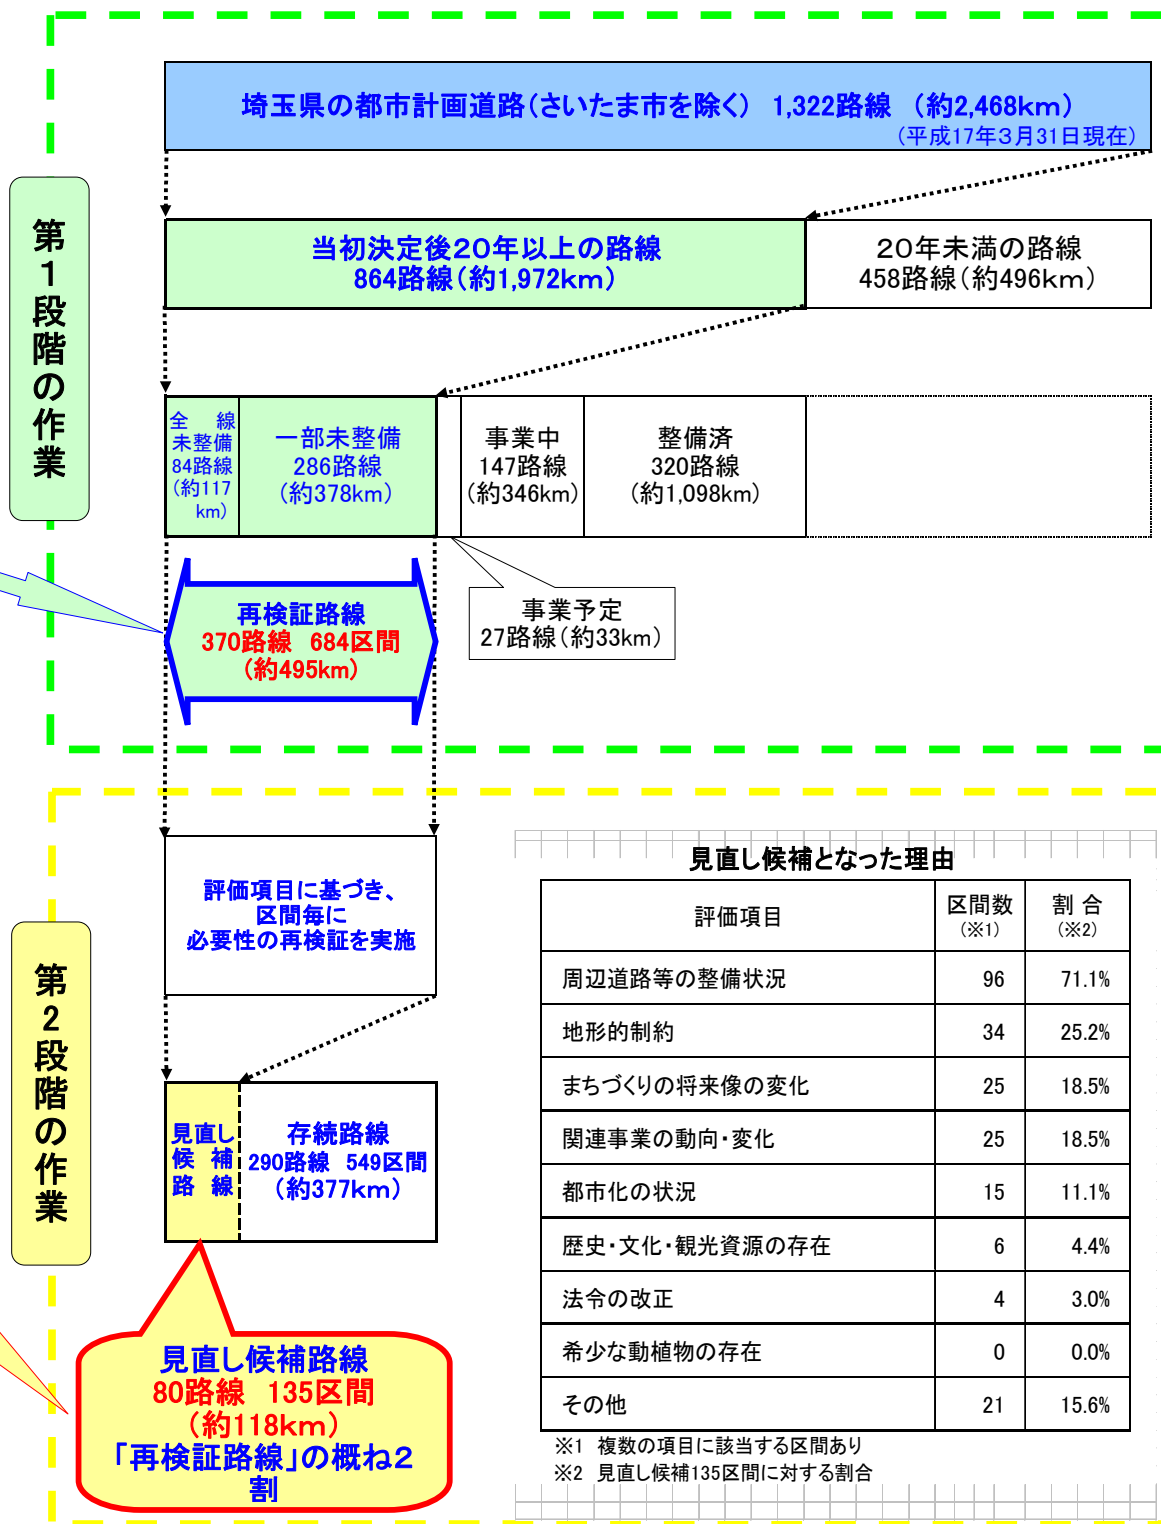 埼玉県の都市計画道路(さいたま市を除く) 1,322路線 (約2,468km)
(平成17年3月31日現在)
第1段階の作業
当初決定後20年以上の路線
864路線(約1,972km)
20年未満の路線
458路線(約496km)
全 線
未整備
84路線
(約117
km)
一部未整備
286路線
(約378km)
事業中
147路線
(約346km)
整備済
320路線
(約1,098km)
事業予定
27路線(約33km)
再検証路線
370路線 684区間
(約495km)
第2段階の作業
評価項目に基づき、
区間毎に
必要性の再検証を実施
見直し
候 補
路 線
存続路線
290路線 549区間
(約377km)
見直し候補路線
80路線 135区間
(約118km)
「再検証路線」の概ね2
割
見直し候補となった理由
評価項目 区間数 割 合
(※1) (※2)
周辺道路等の整備状況 96 71.1%
地形的制約 34 25.2%
まちづくりの将来像の変化 25 18.5%
関連事業の動向・変化 25 18.5%
都市化の状況 15 11.1%
歴史・文化・観光資源の存在 6 4.4%
法令の改正 4 3.0%
希少な動植物の存在 0 0.0%
その他 21 15.6%
※1 複数の項目に該当する区間あり
※2 見直し候補135区間に対する割合